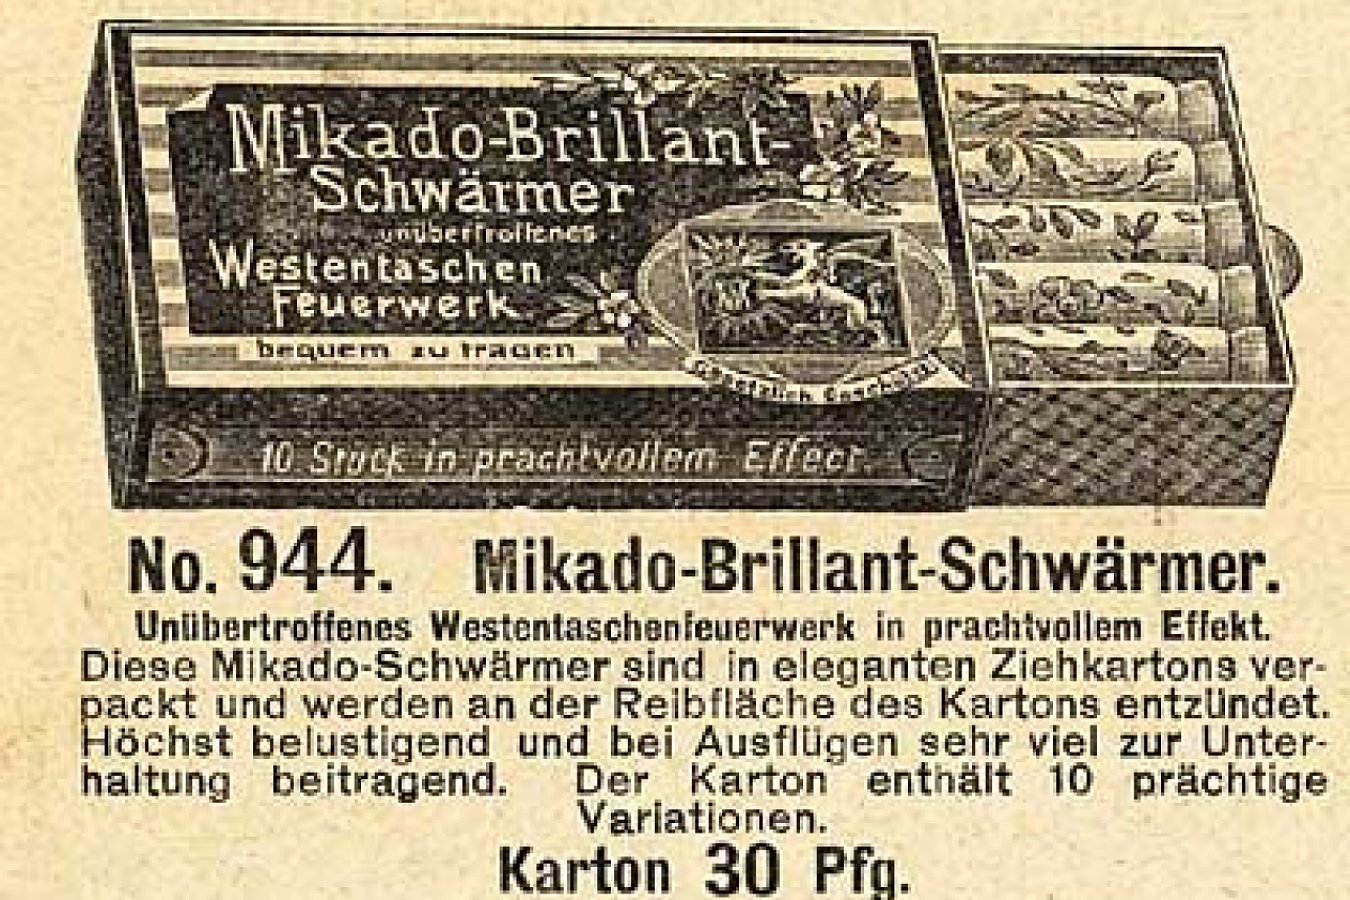 Mikado-Brillant-
Schwärmer
unübertroffenes
Westentaschen
Feuerwerk
bequem zu tragen
Gesetzlich Geschützt
10 Stück in prachtvollem Effect.
No. 944. Mikado-Brillant-Schwärmer.
Unübertroffenes Westentaschenfeuerwerk in prachtvollem Effekt.
Diese Mikado-Schwärmer sind in eleganten Ziehkartons ver-
packt und werden an der Reibfläche des Kartons entzündet.
Höchst belustigend und bei Ausflügen sehr viel zur Unter-
haltung beitragend. Der Karton enthält 10 prächtige
Variationen.
Karton 30 Pfg.